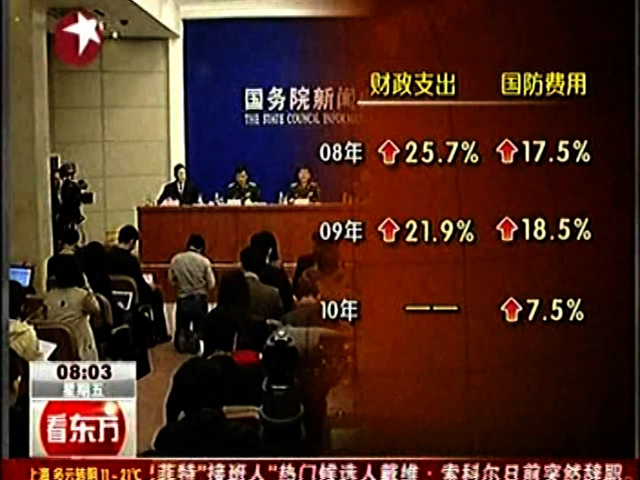 国务院新闻
THE STATE COUNCIL INFORMA
财政支出 国防费用
08年 25.7% 17.5%
09年 21.9% 18.5%
10年 —— 7.5%
08:03
星期五
看东方
上海 多云转阴 11-21℃ 菲特"接班人"热门候选人戴维·索科尔日前突然辞职